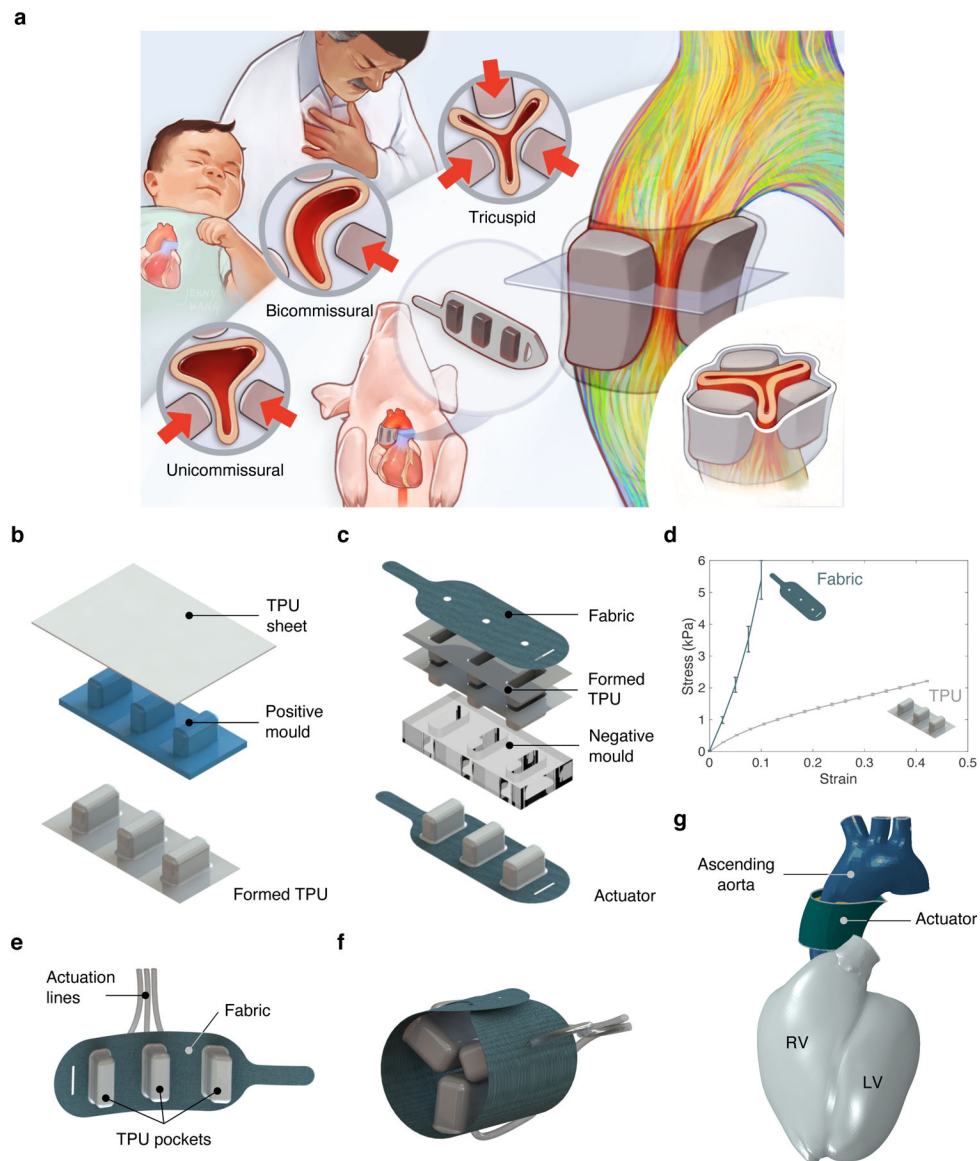 a
Tricuspid
Bicommissural
Unicommissural
b
TPU
sheet
Positive
mould
Formed TPU
c
Fabric
Formed
TPU
Negative
mould
Actuator
d
6
5
4
3
2
1
0
Stress (kPa)
Fabric
TPU
0
0.1
0.2
0.3
0.4
0.5
Strain
e
Actuation
lines
Fabric
TPU pockets
f
g
Ascending
aorta
Actuator
RV
LV